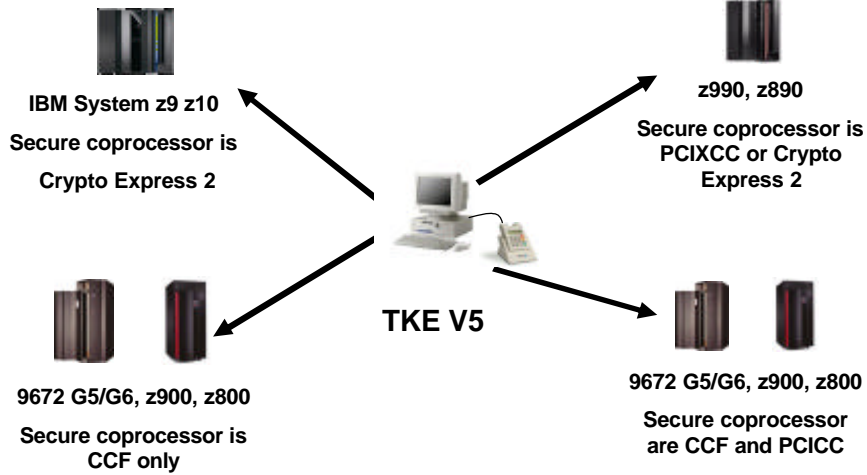 IBM System z9 z10
Secure coprocessor is
Crypto Express 2
z990, z890
Secure coprocessor is
PCIXCC or Crypto
Express 2
TKE V5
9672 G5/G6, z900, z800
Secure coprocessor is
CCF only
9672 G5/G6, z900, z800
Secure coprocessor
are CCF and PCICC